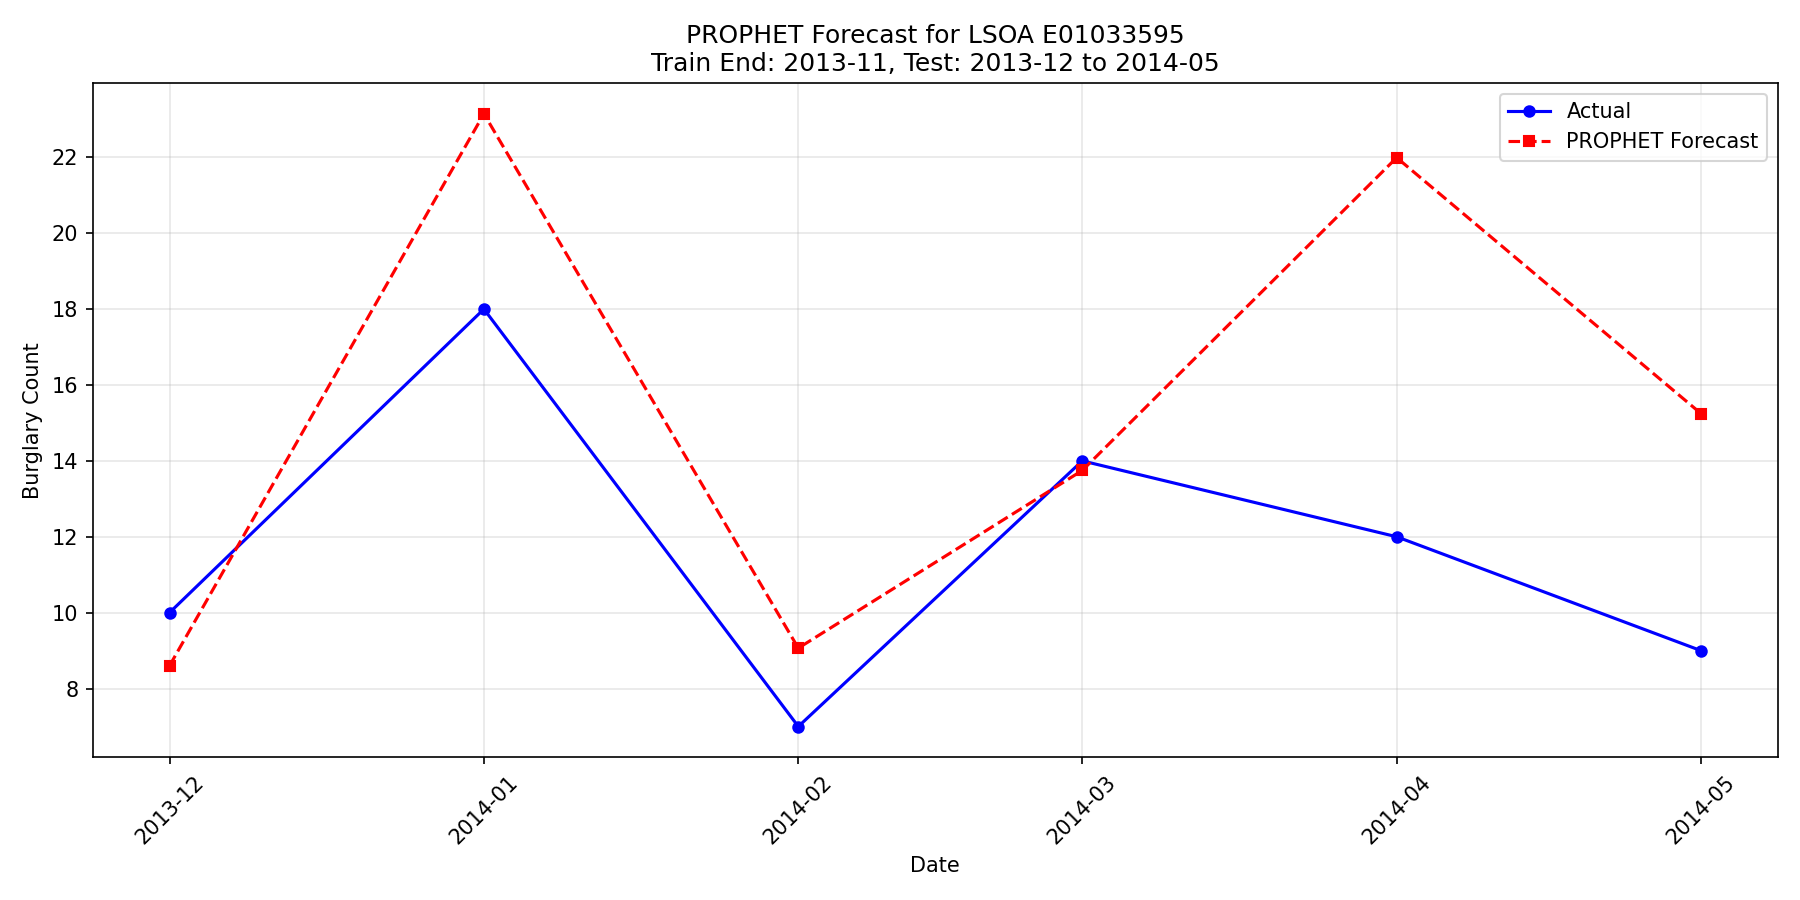 PROPHET Forecast for LSOA E01033595
Train End: 2013-11, Test: 2013-12 to 2014-05
Actual
PROPHET Forecast
Burglary Count
22
20
18
16
14
12
10
8
2013-12
2014-01
2014-02
2014-03
2014-04
2014-05
Date